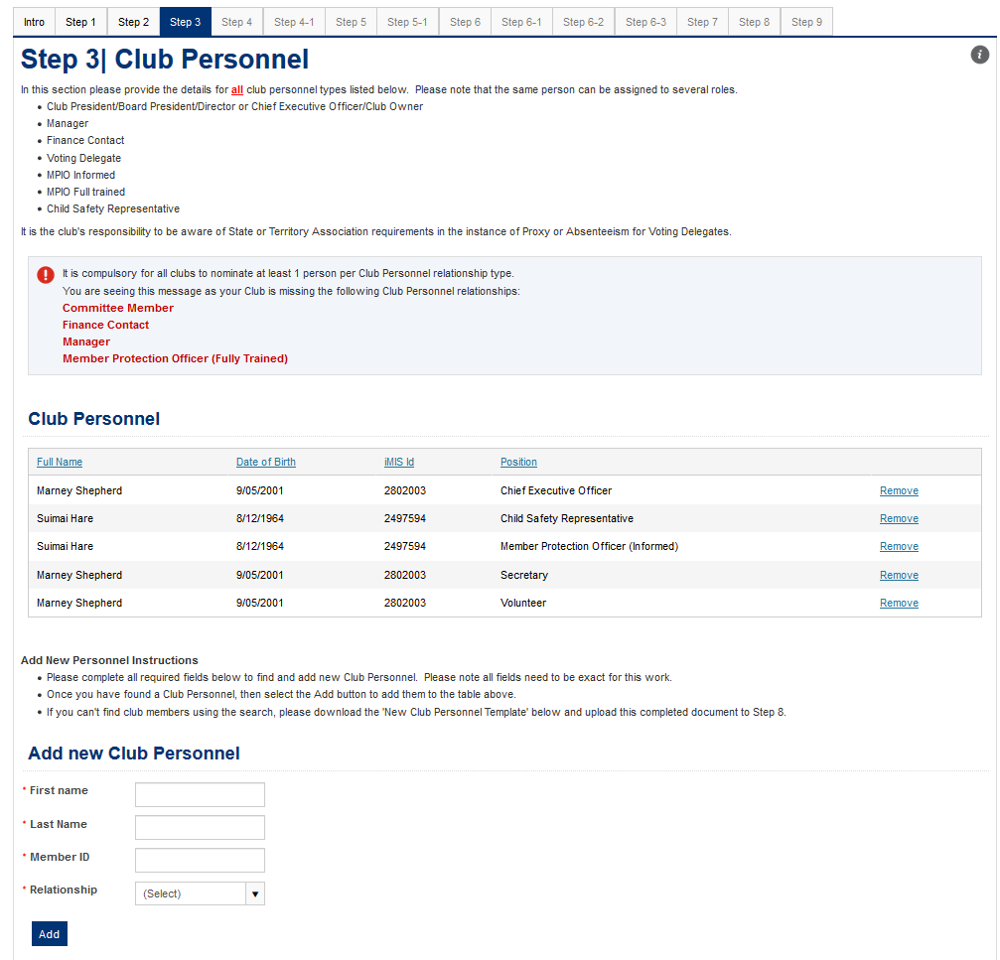 Intro Step 1 Step 2 Step 3 Step 4 Step 4-1 Step 5 Step 5-1 Step 6 Step 6-1 Step 6-2 Step 6-3 Step 7 Step 8 Step 9
Step 3| Club Personnel
i
In this section please provide the details for all club personnel types listed below. Please note that the same person can be assigned to several roles.
• Club President/Board President/Director or Chief Executive Officer/Club Owner
• Manager
• Finance Contact
• Voting Delegate
• MPIO Informed
• MPIO Full trained
• Child Safety Representative
It is the club's responsibility to be aware of State or Territory Association requirements in the instance of Proxy or Absenteeism for Voting Delegates.
! It is compulsory for all clubs to nominate at least 1 person per Club Personnel relationship type.
You are seeing this message as your Club is missing the following Club Personnel relationships:
Committee Member
Finance Contact
Manager
Member Protection Officer (Fully Trained)
Club Personnel
Full Name Date of Birth iMIS Id Position
Marney Shepherd 9/05/2001 2802003 Chief Executive Officer Remove
Suimai Hare 8/12/1964 2497594 Child Safety Representative Remove
Suimai Hare 8/12/1964 2497594 Member Protection Officer (Informed) Remove
Marney Shepherd 9/05/2001 2802003 Secretary Remove
Marney Shepherd 9/05/2001 2802003 Volunteer Remove
Add New Personnel Instructions
• Please complete all required fields below to find and add new Club Personnel. Please note all fields need to be exact for this work.
• Once you have found a Club Personnel, then select the Add button to add them to the table above.
• If you can't find club members using the search, please download the 'New Club Personnel Template' below and upload this completed document to Step 8.
Add new Club Personnel
* First name
* Last Name
* Member ID
* Relationship (Select)
Add